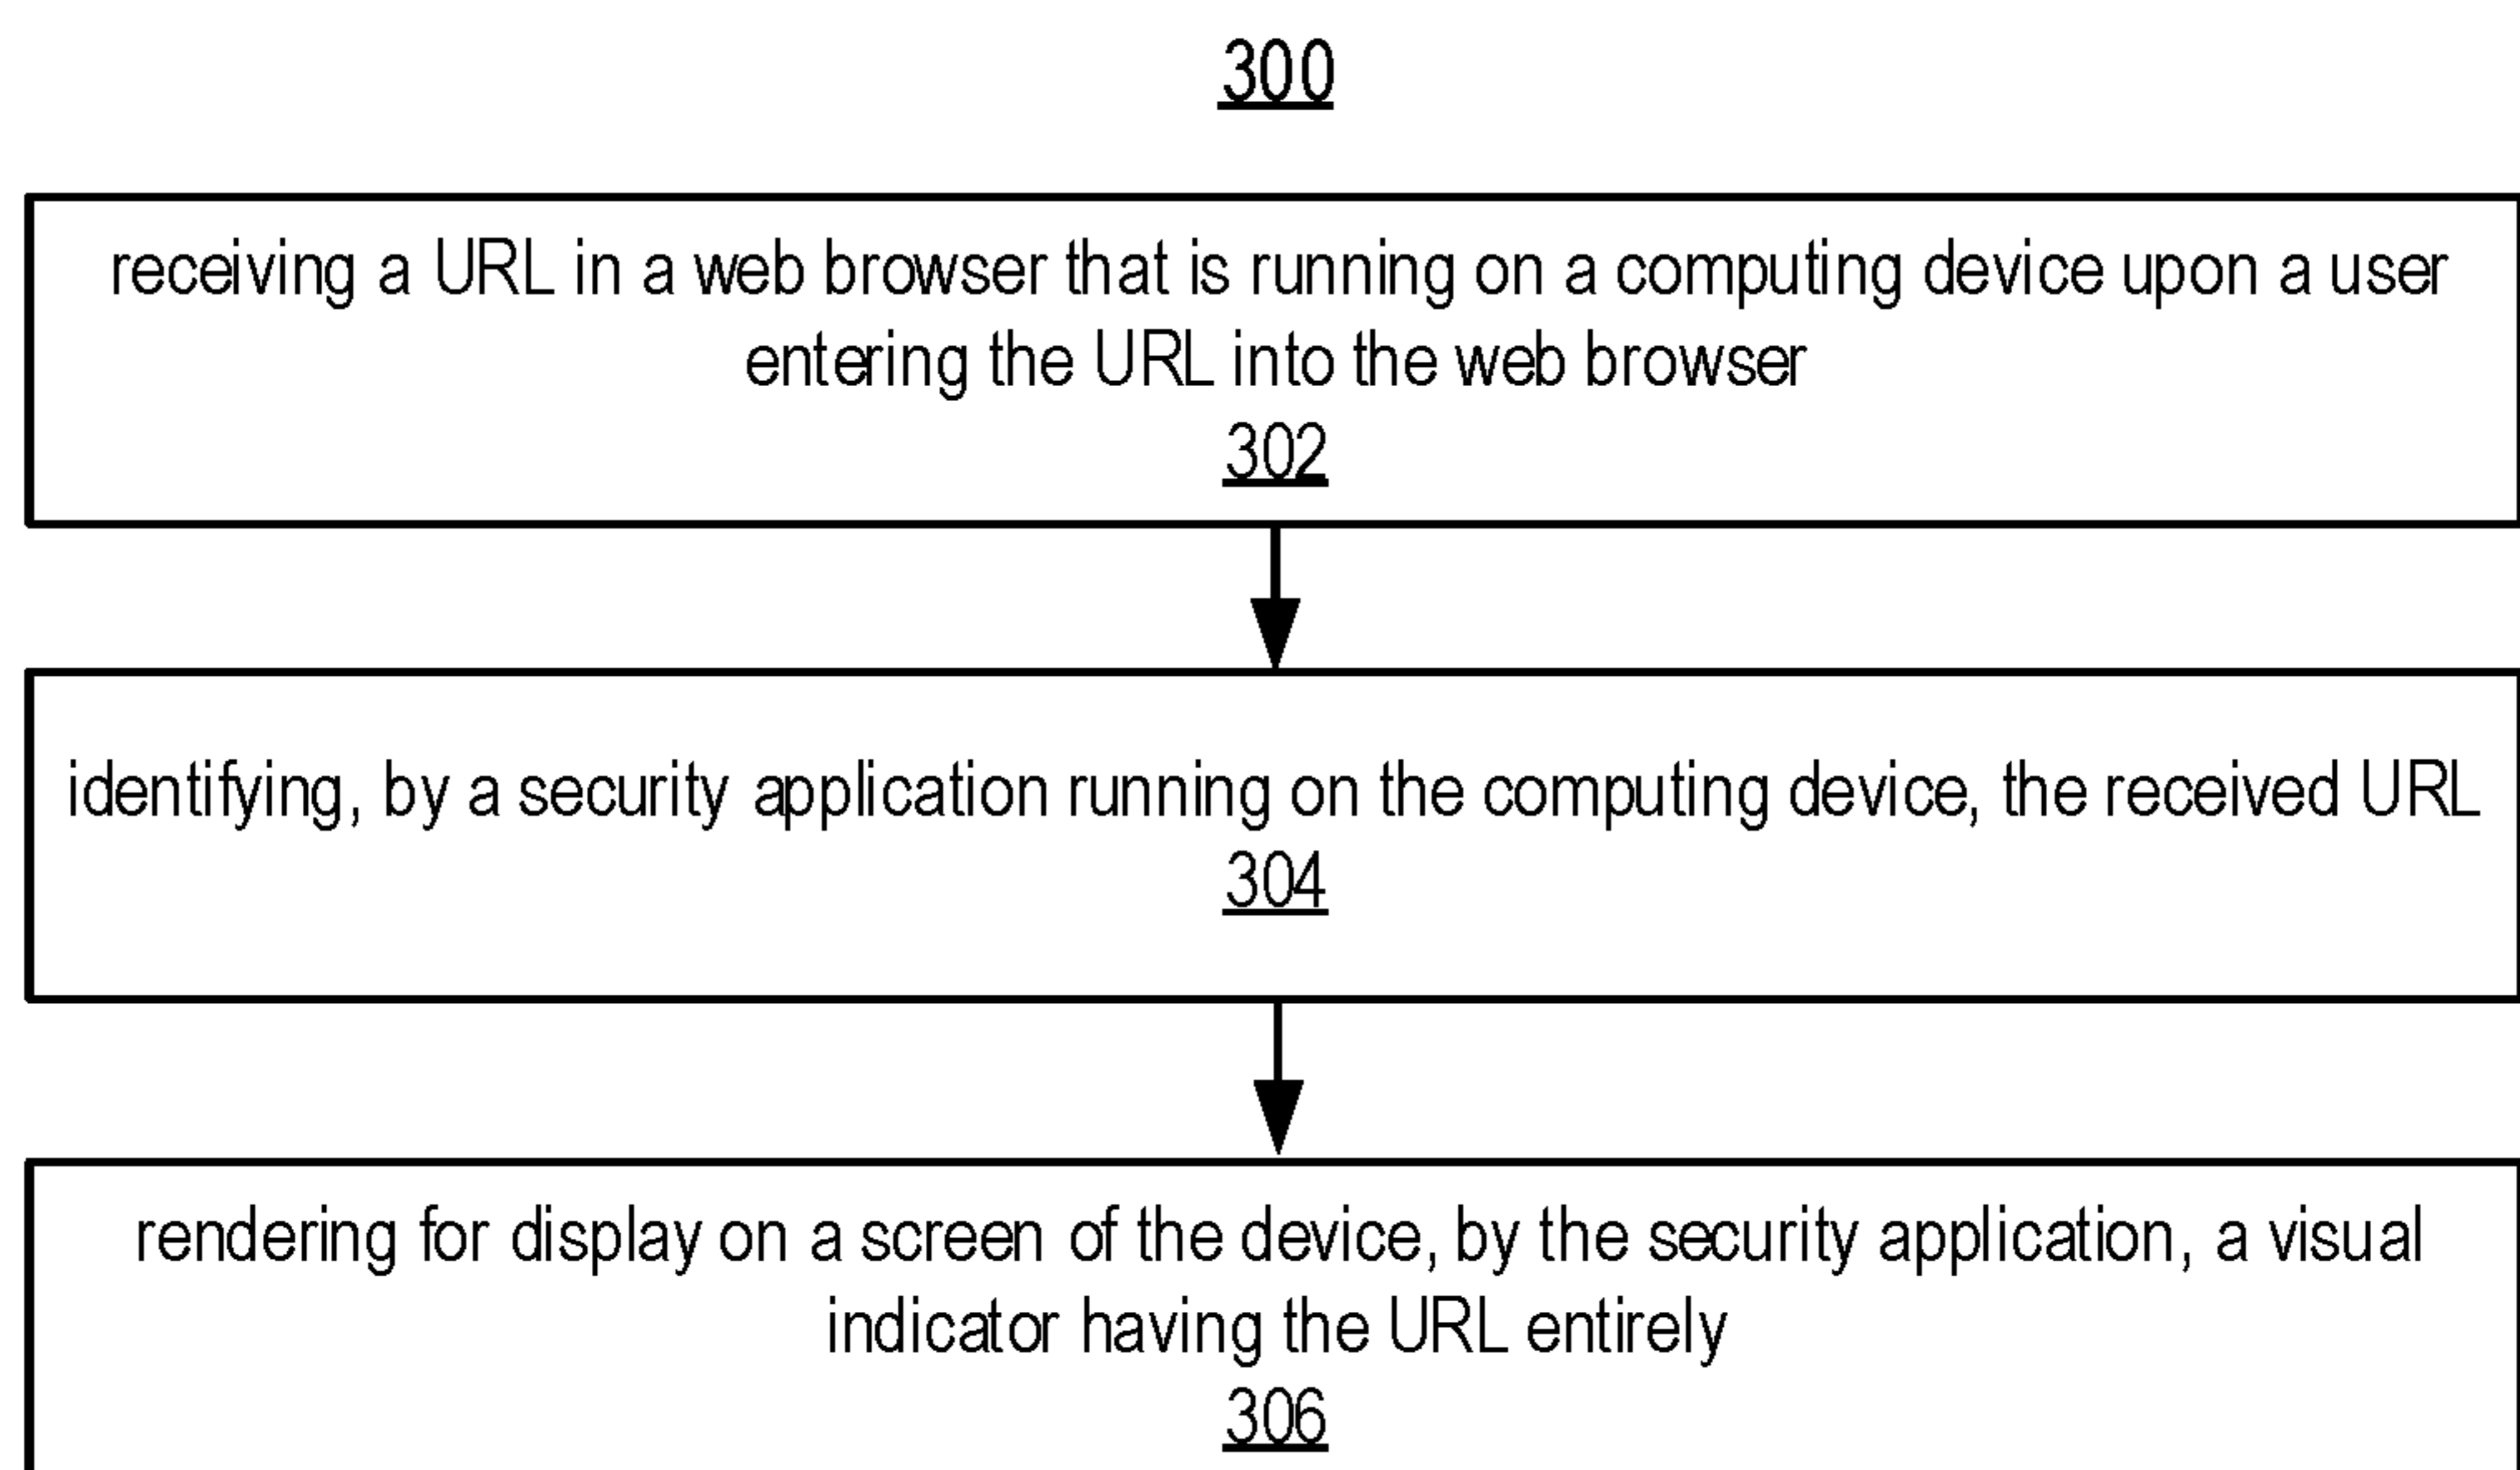 300
receiving a URL in a web browser that is running on a computing device upon a user
entering the URL into the web browser
302
identifying, by a security application running on the computing device, the received URL
304
rendering for display on a screen of the device, by the security application, a visual
indicator having the URL entirely
306